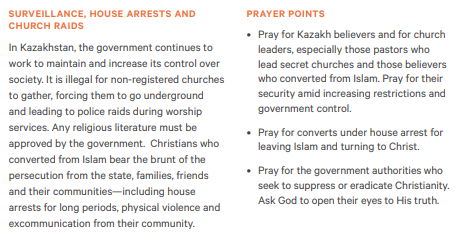 SURVEILLANCE, HOUSE ARRESTS AND
CHURCH RAIDS
In Kazakhstan, the government continues to
work to maintain and increase its control over
society. It is illegal for non-registered churches
to gather, forcing them to go underground
and leading to police raids during worship
services. Any religious literature must be
approved by the government.  Christians who
converted from Islam bear the brunt of the
persecution from the state, families, friends
and their communities—including house
arrests for long periods, physical violence and
excommunication from their community.
PRAYER POINTS
• Pray for Kazakh believers and for church
leaders, especially those pastors who
lead secret churches and those believers
who converted from Islam. Pray for their
security amid increasing restrictions and
government control.
• Pray for converts under house arrest for
leaving Islam and turning to Christ.
• Pray for the government authorities who
seek to suppress or eradicate Christianity.
Ask God to open their eyes to His truth.